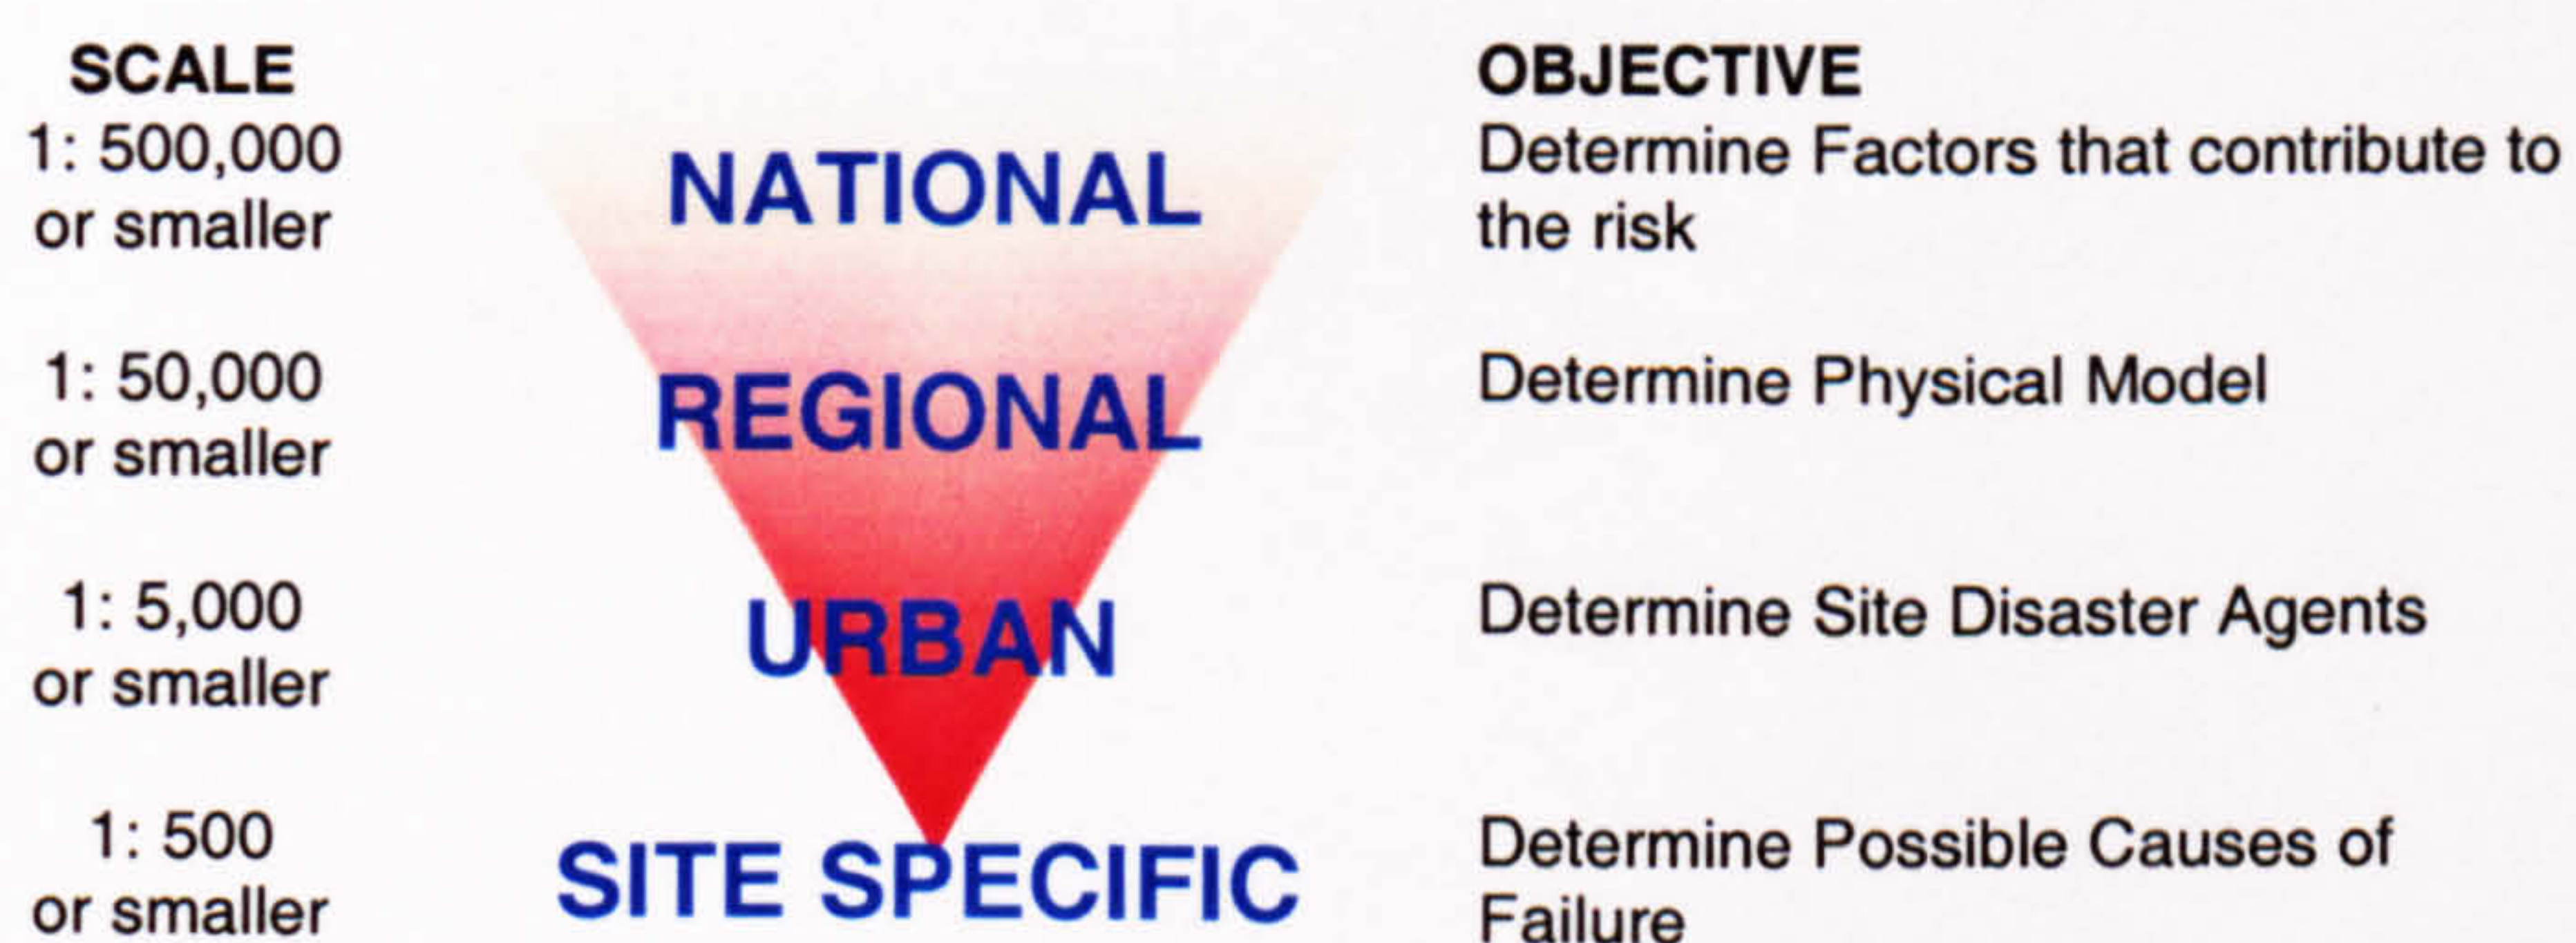 SCALE
1: 500,000
or smaller
1: 50,000
or smaller
1: 5,000
or smaller
1: 500
or smaller
NATIONAL
REGIONAL
URBAN
SITE SPECIFIC
OBJECTIVE
Determine Factors that contribute to
the risk
Determine Physical Model
Determine Site Disaster Agents
Determine Possible Causes of
Failure